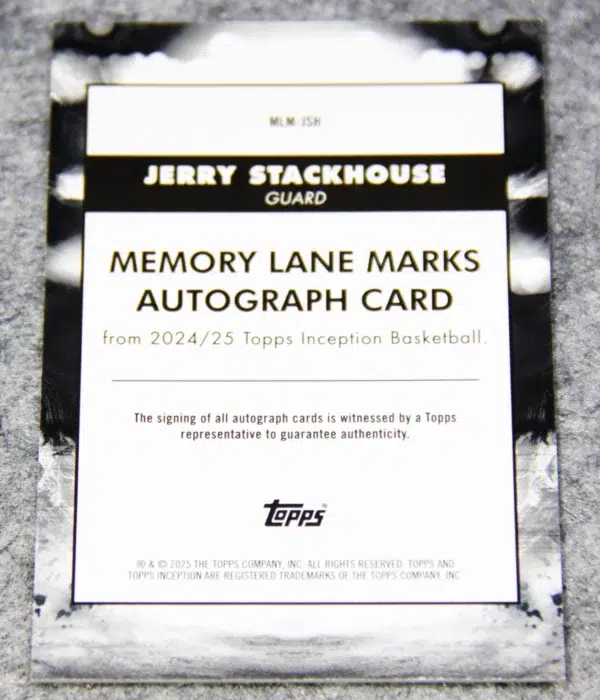 MLM-JSH
JERRY STACKHOUSE
GUARD
MEMORY LANE MARKS
AUTOGRAPH CARD
from 2024/25 Topps Inception Basketball.
The signing of all autograph cards is witnessed by a Topps
representative to guarantee authenticity.
topps
® & © 2025 THE TOPPS COMPANY, INC. ALL RIGHTS RESERVED. TOPPS AND
TOPPS INCEPTION ARE REGISTERED TRADEMARKS OF THE TOPPS COMPANY, INC.